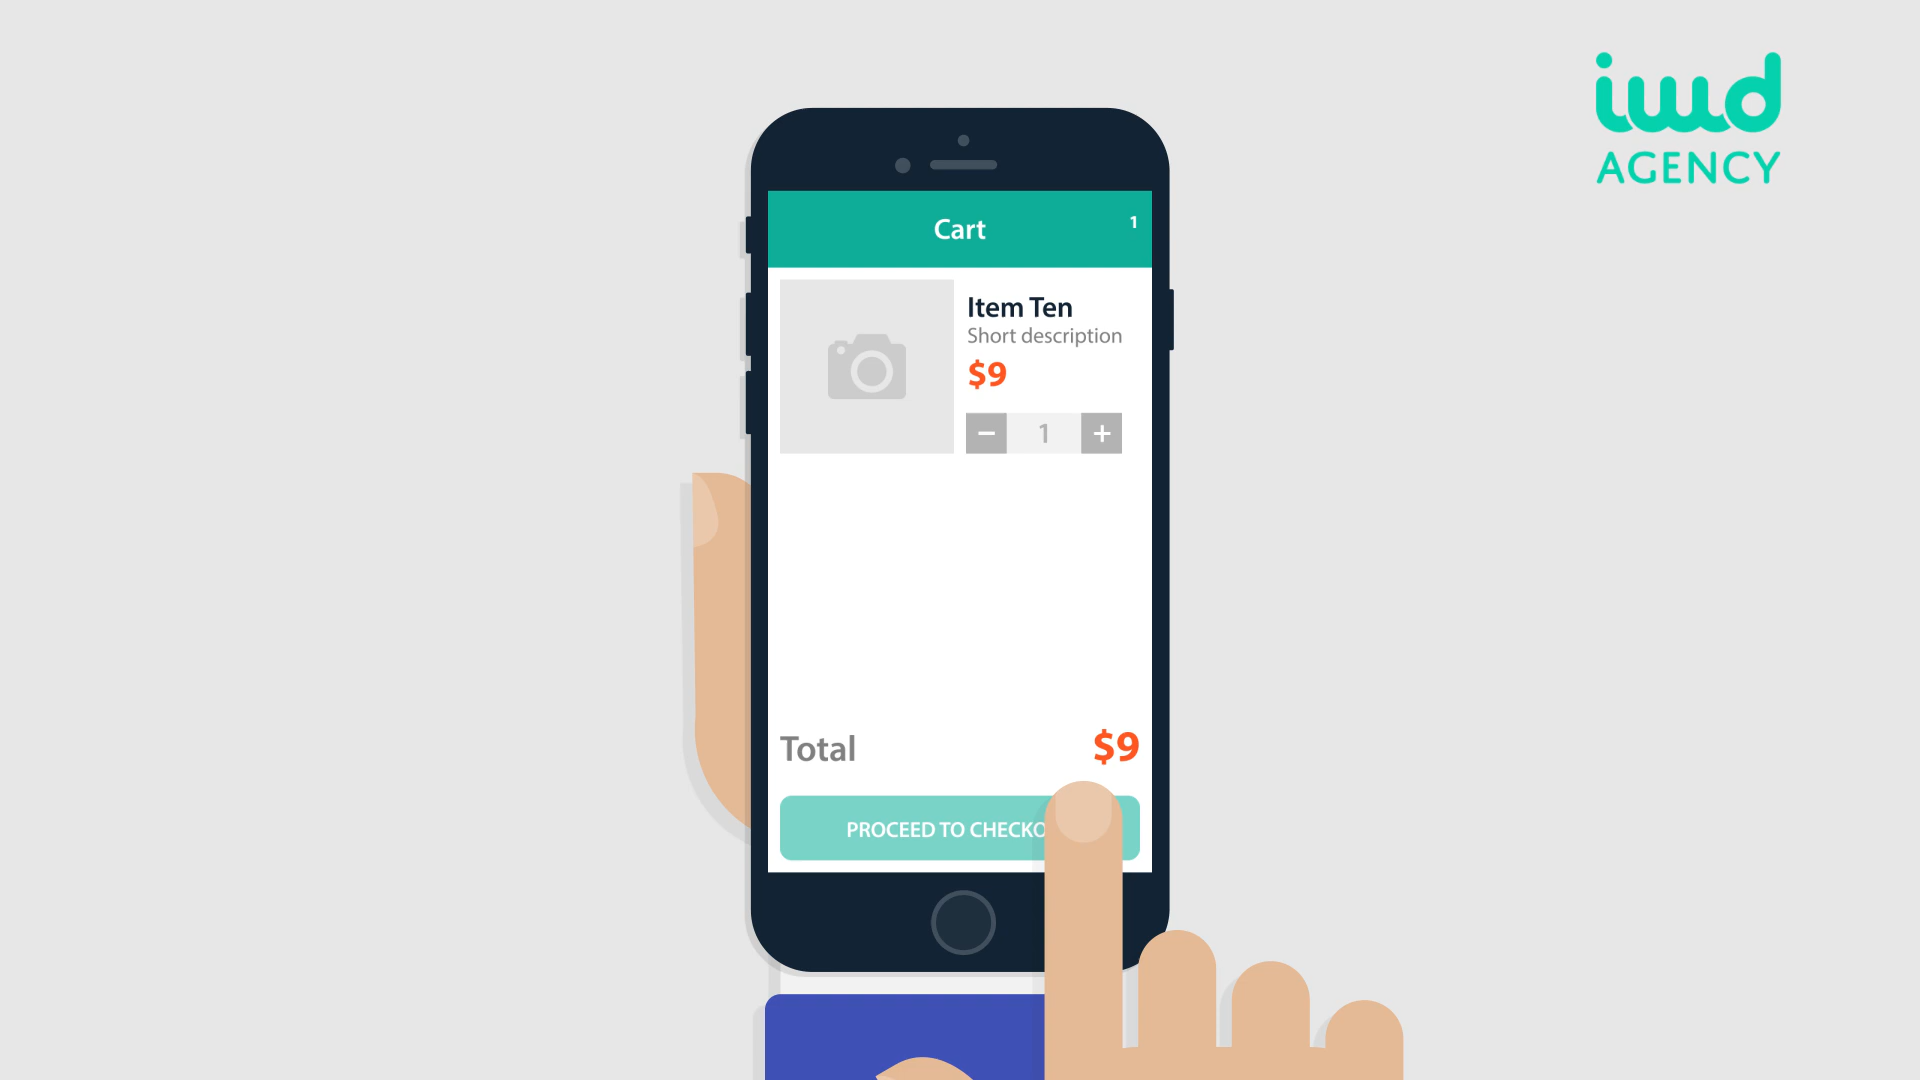 iwd
AGENCY
Cart
1
Item Ten
Short description
$9
− 1 +
Total
$9
PROCEED TO CHECKO